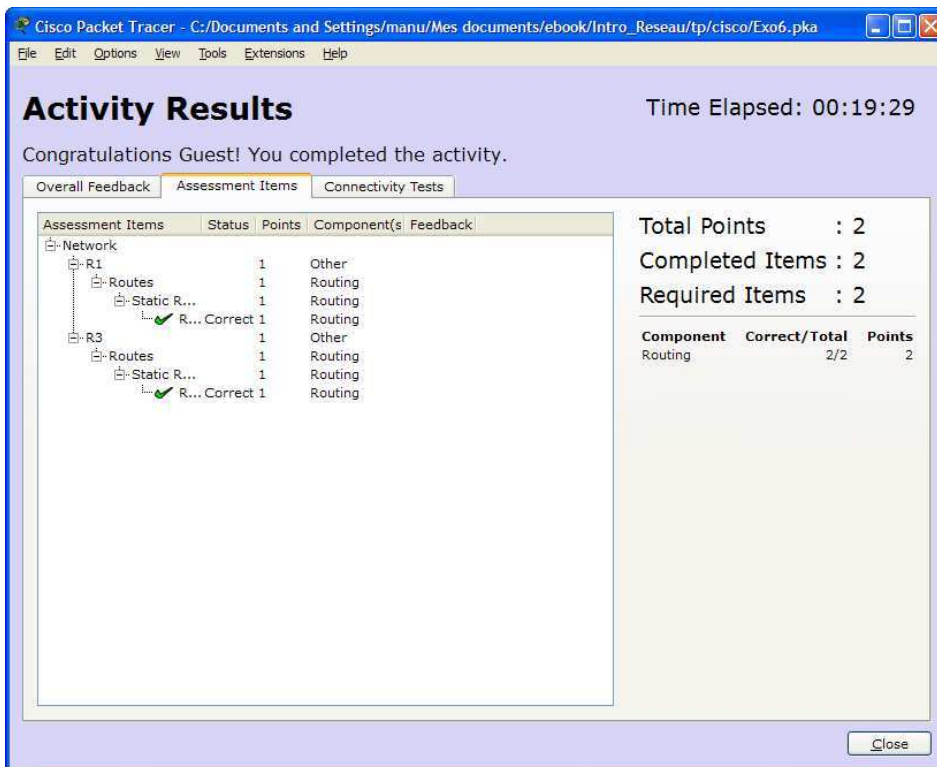 Cisco Packet Tracer - C:/Documents and Settings/manu/Mes documents/ebook/Intro_Reseau/tp/cisco/Exo6.pka
File Edit Options View Tools Extensions Help
Activity Results
Time Elapsed: 00:19:29
Congratulations Guest! You completed the activity.
Overall Feedback Assessment Items Connectivity Tests
Assessment Items Status Points Component(s Feedback
Network
R1 1 Other
Routes 1 Routing
Static R... 1 Routing
R... Correct 1 Routing
R3 1 Other
Routes 1 Routing
Static R... 1 Routing
R... Correct 1 Routing
Total Points : 2
Completed Items : 2
Required Items : 2
Component Correct/Total Points
Routing 2/2 2
Close